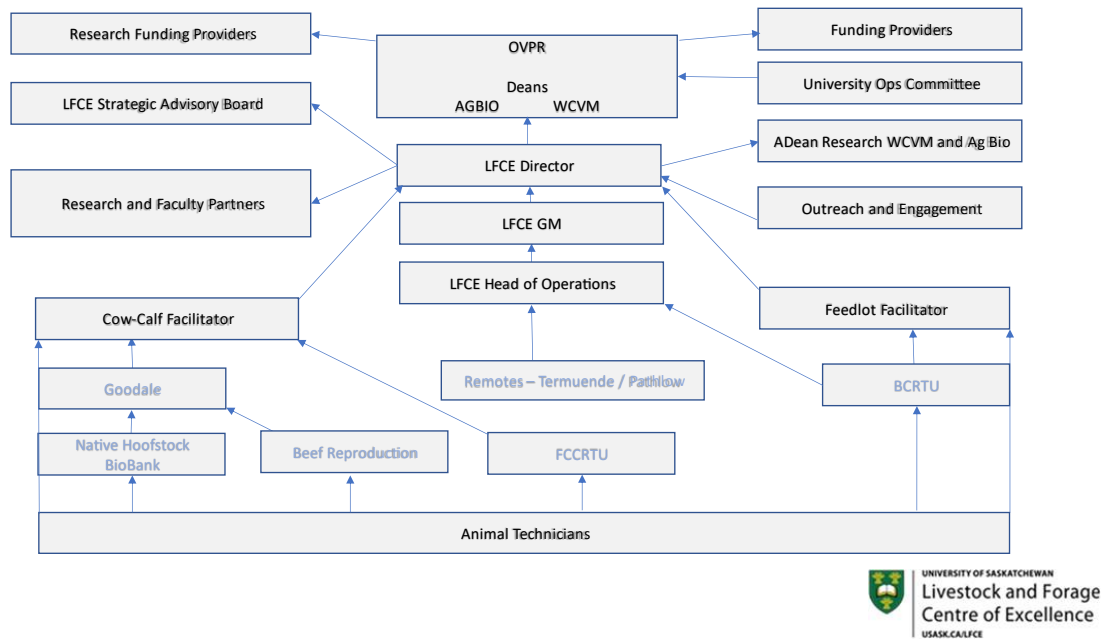 Research Funding Providers
OVPR
Funding Providers
Deans
AGBIO WCVM
University Ops Committee
LFCE Strategic Advisory Board
ADean Research WCVM and Ag Bio
LFCE Director
Research and Faculty Partners
Outreach and Engagement
LFCE GM
LFCE Head of Operations
Cow-Calf Facilitator
Feedlot Facilitator
Goodale
Remotes – Termuende / Pathlow
BCRTU
Native Hoofstock
BioBank
Beef Reproduction
FCCRTU
Animal Technicians
UNIVERSITY OF SASKATCHEWAN
Livestock and Forage
Centre of Excellence
USASK.CA/LFCE